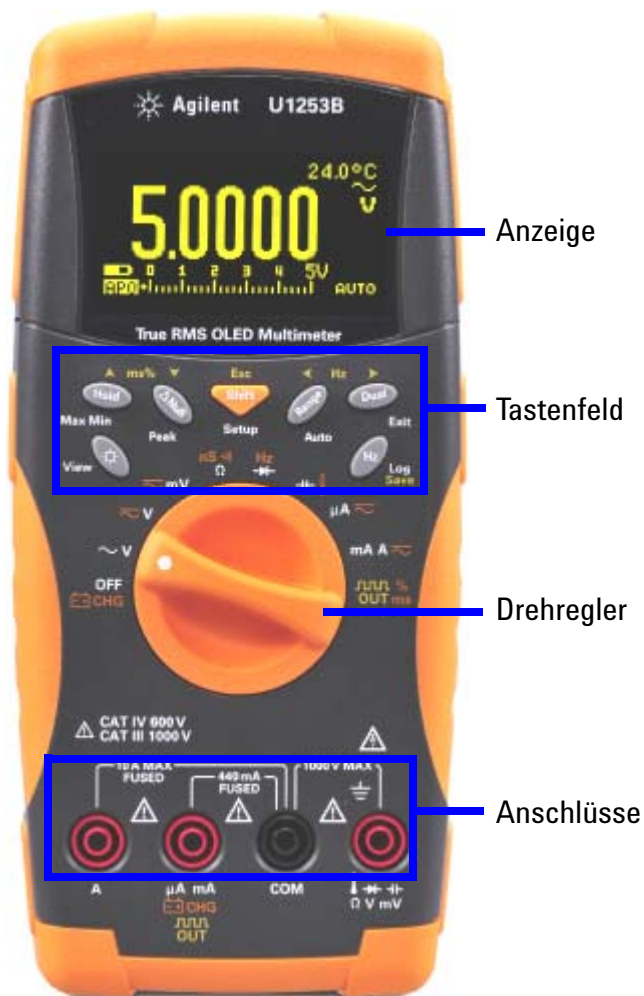 Agilent U1253B
24.0°C
5.0000 V
0 1 2 3 4 5V
APO AUTO
Anzeige
True RMS OLED Multimeter
ms% Esc Hz
Hold ΔNull Shift Range Dual
Tastenfeld
Max Min Peak Setup Auto Exit
View Hz Log
Save
nS Ω Hz
mV
V µA
V mA A
OFF
CHG
OUT % ms
Drehregler
CAT IV 600 V
CAT III 1000 V
10 A MAX
FUSED
440 mA
FUSED
1000 V MAX
Anschlüsse
A µA mA COM Ω V mV
CHG
OUT